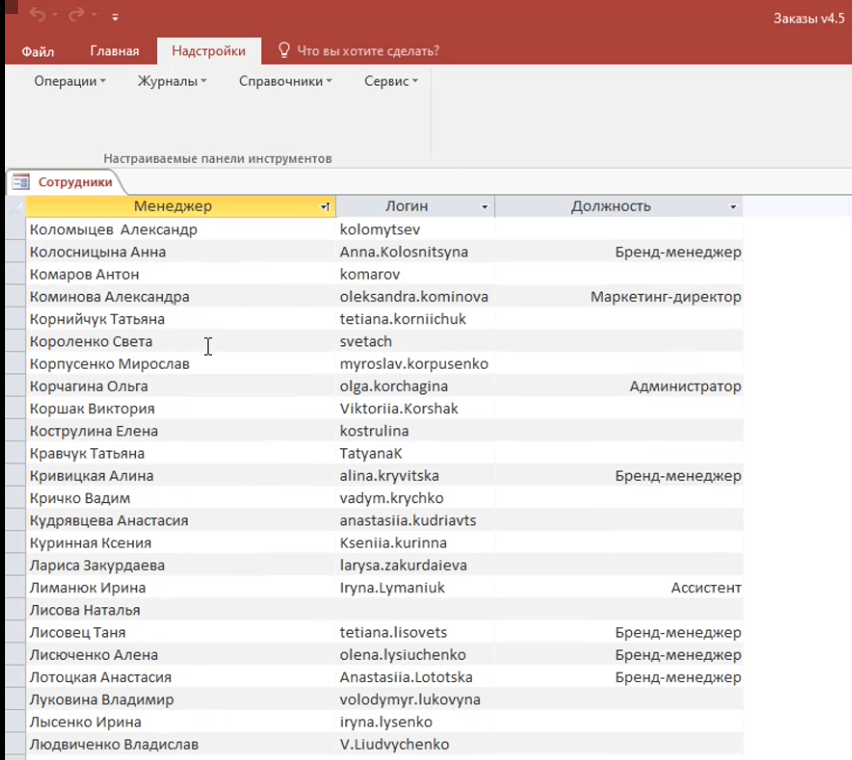 Заказы v4.5
Файл Главная Надстройки Что вы хотите сделать?
Операции Журналы Справочники Сервис
Настраиваемые панели инструментов
Сотрудники
Менеджер Логин Должность
Коломыцев Александр kolomytsev
Колосницына Анна Anna.Kolosnitsyna Бренд-менеджер
Комаров Антон komarov
Коминова Александра oleksandra.kominova Маркетинг-директор
Корнийчук Татьяна tetiana.korniichuk
Короленко Света svetach
Корпусенко Мирослав myroslav.korpusenko
Корчагина Ольга olga.korchagina Администратор
Коршак Виктория Viktoriia.Korshak
Кострулина Елена kostrulina
Кравчук Татьяна TatyanaK
Кривицкая Алина alina.kryvitska Бренд-менеджер
Кричко Вадим vadym.krychko
Кудрявцева Анастасия anastasiia.kudriavts
Куринная Ксения Kseniia.kurinna
Лариса Закурдаева larysa.zakurdaieva
Лиманюк Ирина Iryna.Lymaniuk Ассистент
Лисова Наталья
Лисовец Таня tetiana.lisovets Бренд-менеджер
Лисюченко Алена olena.lysiuchenko Бренд-менеджер
Лотоцкая Анастасия Anastasiia.Lototska Бренд-менеджер
Луковина Владимир volodymyr.lukovyna
Лысенко Ирина iryna.lysenko
Людвиченко Владислав V.Liudvychenko